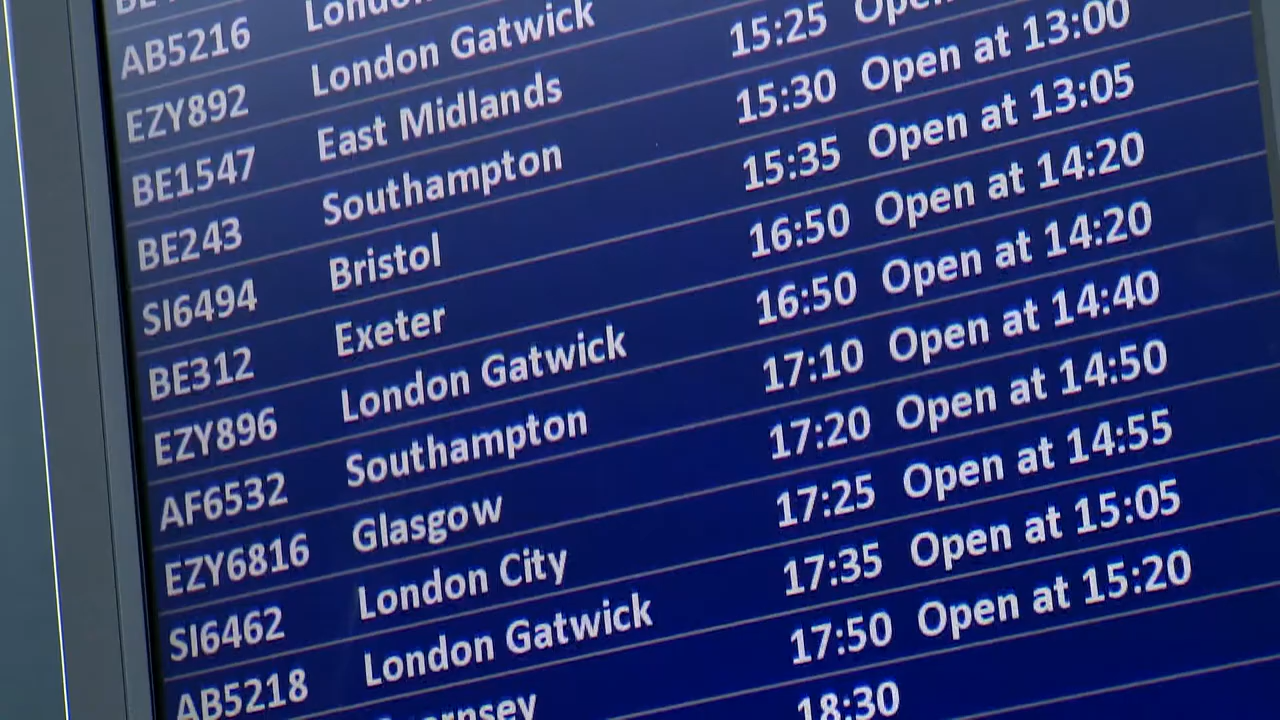 AB5216 London
EZY892 London Gatwick
BE1547 East Midlands 15:25 Open
BE243 Southampton 15:30 Open at 13:00
SI6494 Bristol 15:35 Open at 13:05
BE312 Exeter 16:50 Open at 14:20
EZY896 London Gatwick 16:50 Open at 14:20
AF6532 Southampton 17:10 Open at 14:40
EZY6816 Glasgow 17:20 Open at 14:50
SI6462 London City 17:25 Open at 14:55
AB5218 London Gatwick 17:35 Open at 15:05
17:50 Open at 15:20
18:30